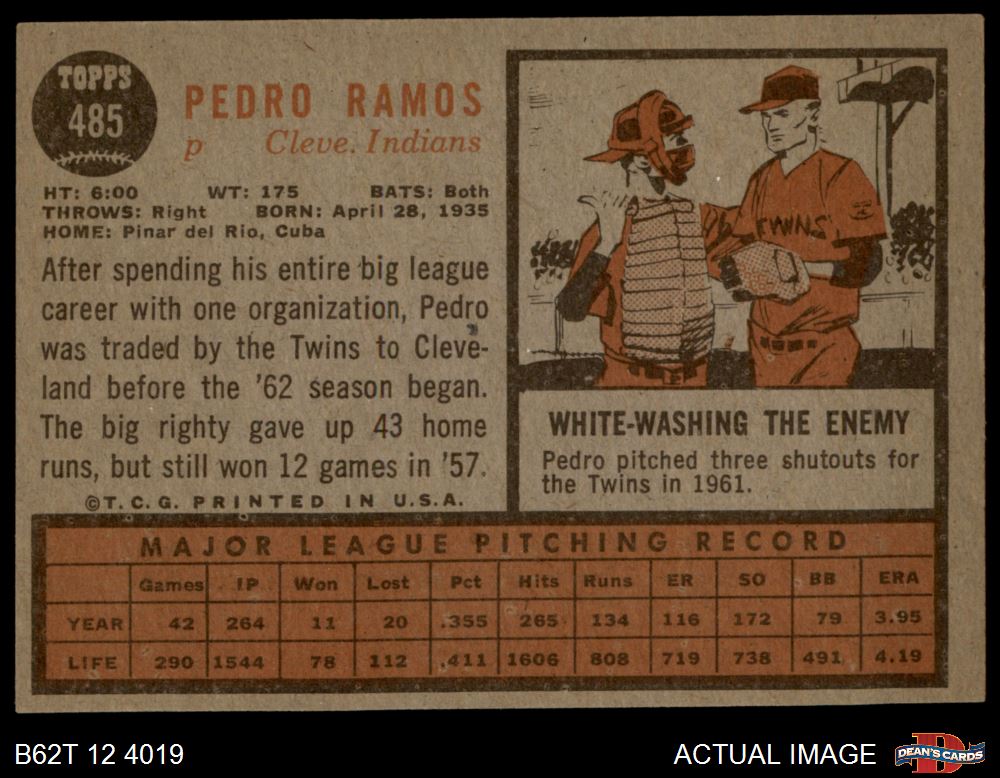 TOPPS
485
PEDRO RAMOS
p Cleve. Indians
HT: 6:00 WT: 175 BATS: Both
THROWS: Right BORN: April 28, 1935
HOME: Pinar del Rio, Cuba
After spending his entire big league
career with one organization, Pedro
was traded by the Twins to Cleve-
land before the '62 season began.
The big righty gave up 43 home
runs, but still won 12 games in '57.
©T.C.G. PRINTED IN U.S.A.
TWINS
WHITE-WASHING THE ENEMY
Pedro pitched three shutouts for
the Twins in 1961.
MAJOR LEAGUE PITCHING RECORD
Games IP Won Lost Pct Hits Runs ER SO BB ERA
YEAR 42 264 11 20 .355 265 134 116 172 79 3.95
LIFE 290 1544 78 112 .411 1606 808 719 738 491 4.19
B62T 12 4019 ACTUAL IMAGE DEAN'S CARDS